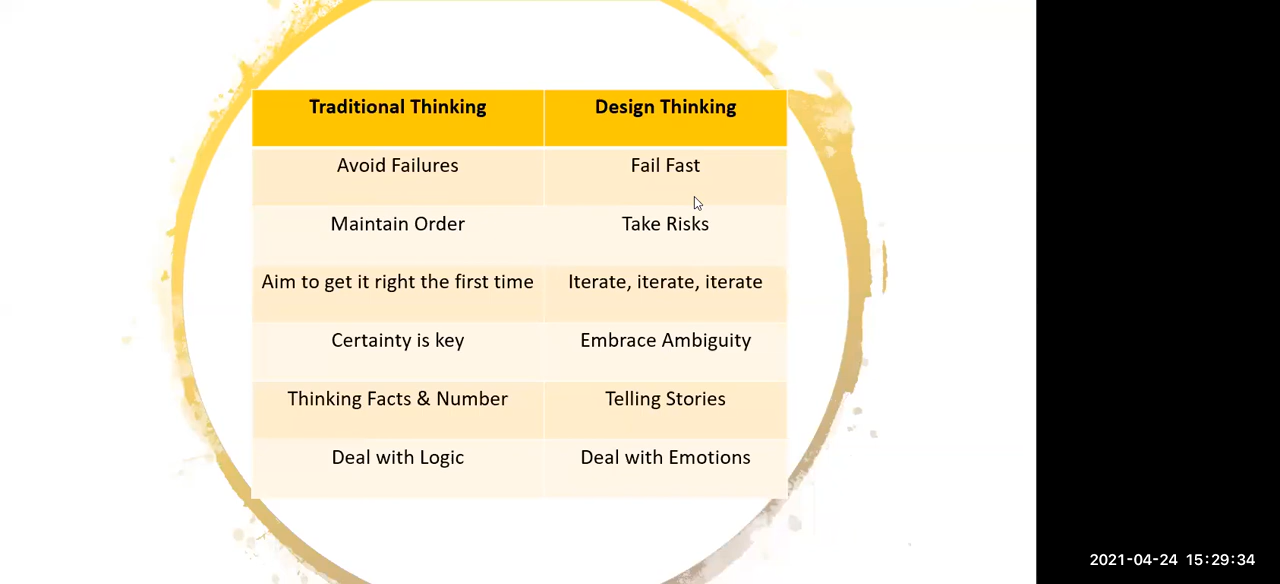 Traditional Thinking Design Thinking
Avoid Failures Fail Fast
Maintain Order Take Risks
Aim to get it right the first time Iterate, iterate, iterate
Certainty is key Embrace Ambiguity
Thinking Facts & Number Telling Stories
Deal with Logic Deal with Emotions
2021-04-24 15:29:34